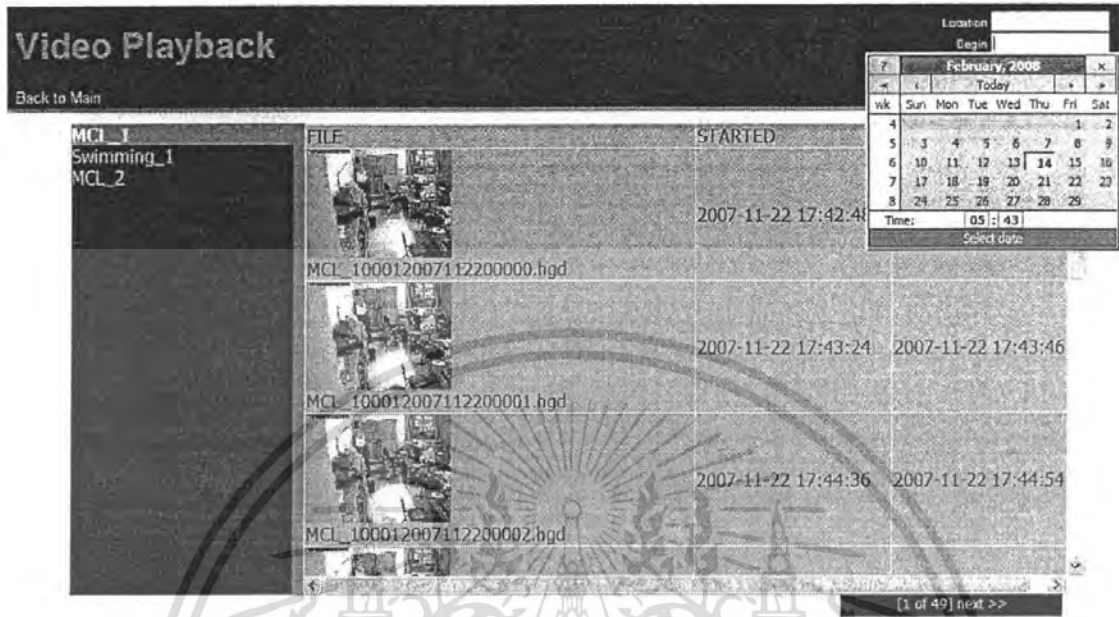 Video Playback
Location
Begin
Back to Main
? February, 2008 x
« ‹ Today › »
wk Sun Mon Tue Wed Thu Fri Sat
4 1 2
5 3 4 5 6 7 8 9
6 10 11 12 13 14 15 16
7 17 18 19 20 21 22 23
8 24 25 26 27 28 29
Time: 05 : 43
Select date
MCL_1
Swimming_1
MCL_2
FILE STARTED
2007-11-22 17:42:48
MCL_100012007112200000.hgd
2007-11-22 17:43:24 2007-11-22 17:43:46
MCL_100012007112200001.hgd
2007-11-22 17:44:36 2007-11-22 17:44:54
MCL_100012007112200002.hgd
[1 of 49] next >>